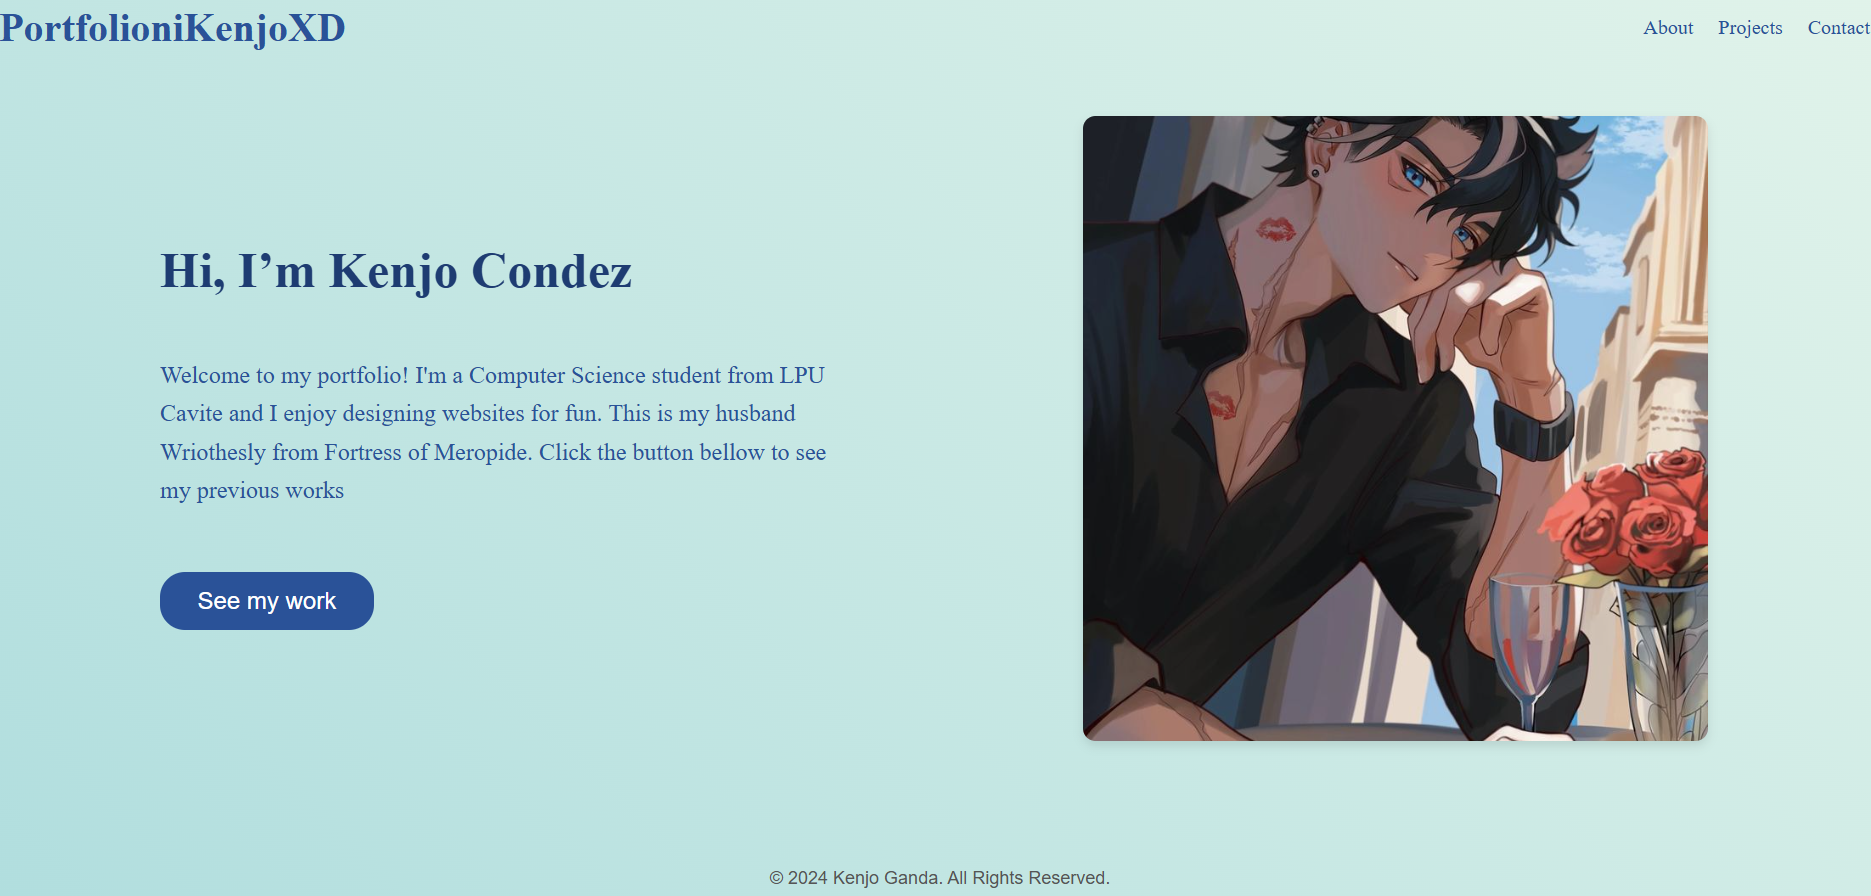 PortfolioniKenjoXD
About Projects Contact
Hi, I’m Kenjo Condez
Welcome to my portfolio! I'm a Computer Science student from LPU
Cavite and I enjoy designing websites for fun. This is my husband
Wriothesly from Fortress of Meropide. Click the button bellow to see
my previous works
See my work
© 2024 Kenjo Ganda. All Rights Reserved.